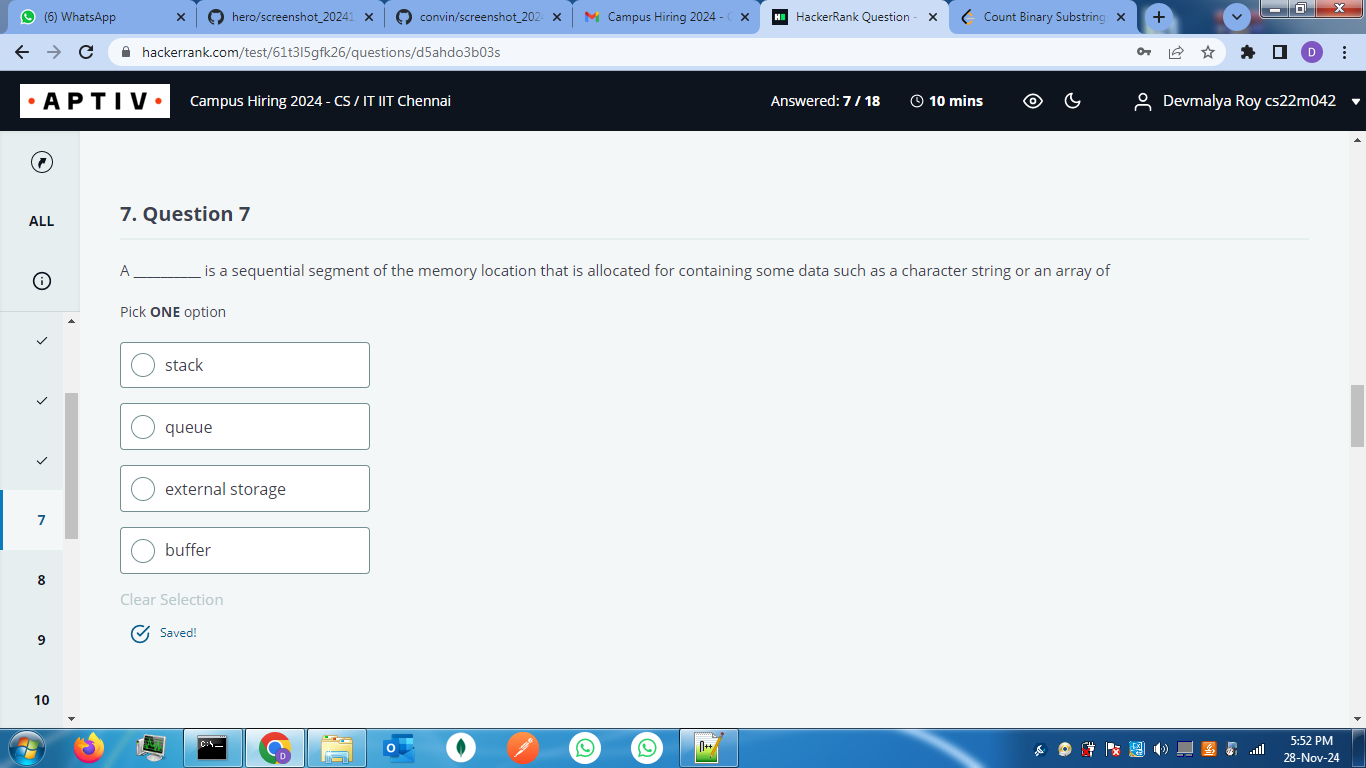 (6) WhatsApp
hero/screenshot_20241
convin/screenshot_202
Campus Hiring 2024 -
HackerRank Question -
Count Binary Substring
hackerrank.com/test/61t3l5gfk26/questions/d5ahdo3b03s
D
• A P T I V •
Campus Hiring 2024 - CS / IT IIT Chennai
Answered: 7 / 18
10 mins
Devmalya Roy cs22m042
ALL
7. Question 7
A __________ is a sequential segment of the memory location that is allocated for containing some data such as a character string or an array of
Pick ONE option
stack
queue
external storage
buffer
Clear Selection
Saved!
7
8
9
10
5:52 PM
28-Nov-24